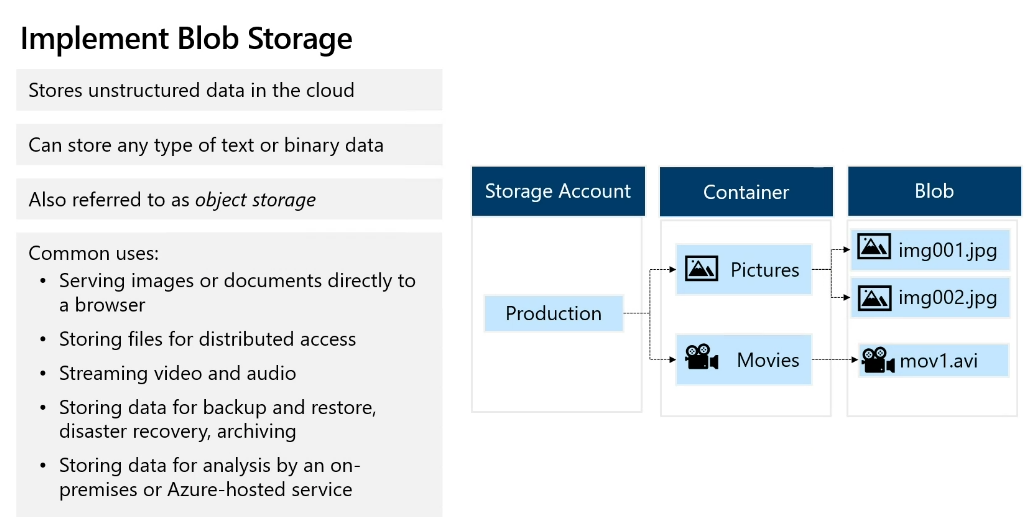 Implement Blob Storage
Stores unstructured data in the cloud
Can store any type of text or binary data
Also referred to as object storage
Common uses:
• Serving images or documents directly to
a browser
• Storing files for distributed access
• Streaming video and audio
• Storing data for backup and restore,
disaster recovery, archiving
• Storing data for analysis by an on-
premises or Azure-hosted service
Storage Account
Container
Blob
Production
Pictures
Movies
img001.jpg
img002.jpg
mov1.avi